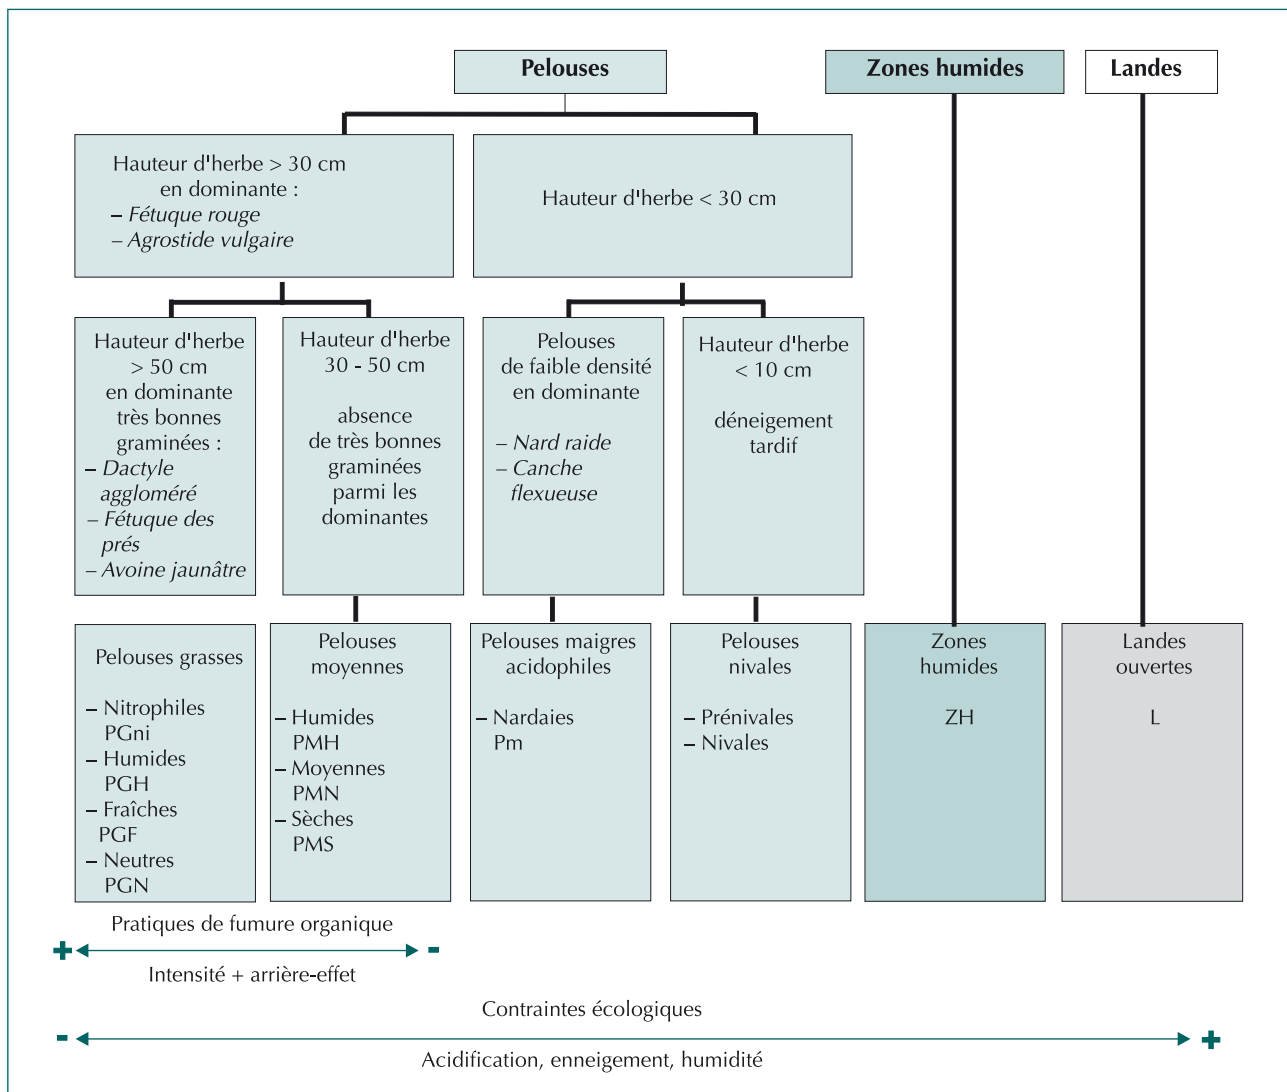 Pelouses
Zones humides
Landes
Hauteur d'herbe > 30 cm
en dominante :
– Fétuque rouge
– Agrostide vulgaire
Hauteur d'herbe < 30 cm
Hauteur d'herbe
> 50 cm
en dominante
très bonnes
graminées :
– Dactyle
aggloméré
– Fétuque des
prés
– Avoine jaunâtre
Hauteur d'herbe
30 - 50 cm
absence
de très bonnes
graminées
parmi les
dominantes
Pelouses
de faible densité
en dominante
– Nard raide
– Canche
flexueuse
Hauteur d'herbe
< 10 cm
déneigement
tardif
Pelouses grasses
– Nitrophiles
PGni
– Humides
PGH
– Fraîches
PGF
– Neutres
PGN
Pelouses
moyennes
– Humides
PMH
– Moyennes
PMN
– Sèches
PMS
Pelouses maigres
acidophiles
– Nardaies
Pm
Pelouses
nivales
– Prénivales
– Nivales
Zones
humides
ZH
Landes
ouvertes
L
Pratiques de fumure organique
+ -
Intensité + arrière-effet
Contraintes écologiques
- +
Acidification, enneigement, humidité